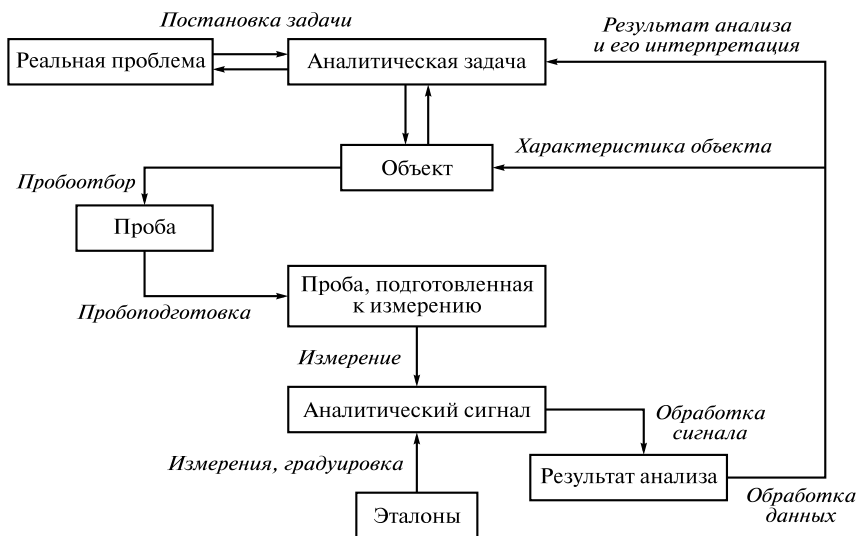 Постановка задачи
Реальная проблема
Аналитическая задача
Результат анализа
и его интерпретация
Объект
Характеристика объекта
Пробоотбор
Проба
Проба, подготовленная
к измерению
Пробоподготовка
Измерение
Аналитический сигнал
Обработка
сигнала
Измерения, градуировка
Результат анализа
Эталоны
Обработка
данных